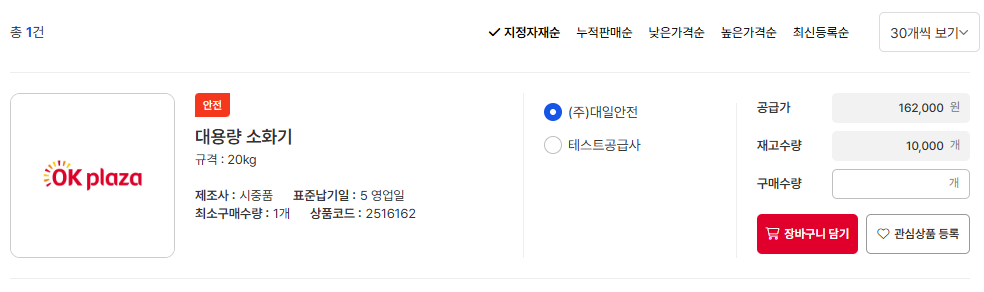 총 1건
지정자재순 누적판매순 낮은가격순 높은가격순 최신등록순 30개씩 보기
OK plaza
안전
대용량 소화기
규격 : 20kg
제조사 : 시중품 표준납기일 : 5 영업일
최소구매수량 : 1개 상품코드 : 2516162
(주)대일안전
테스트공급사
공급가 162,000 원
재고수량 10,000 개
구매수량 개
장바구니 담기 관심상품 등록